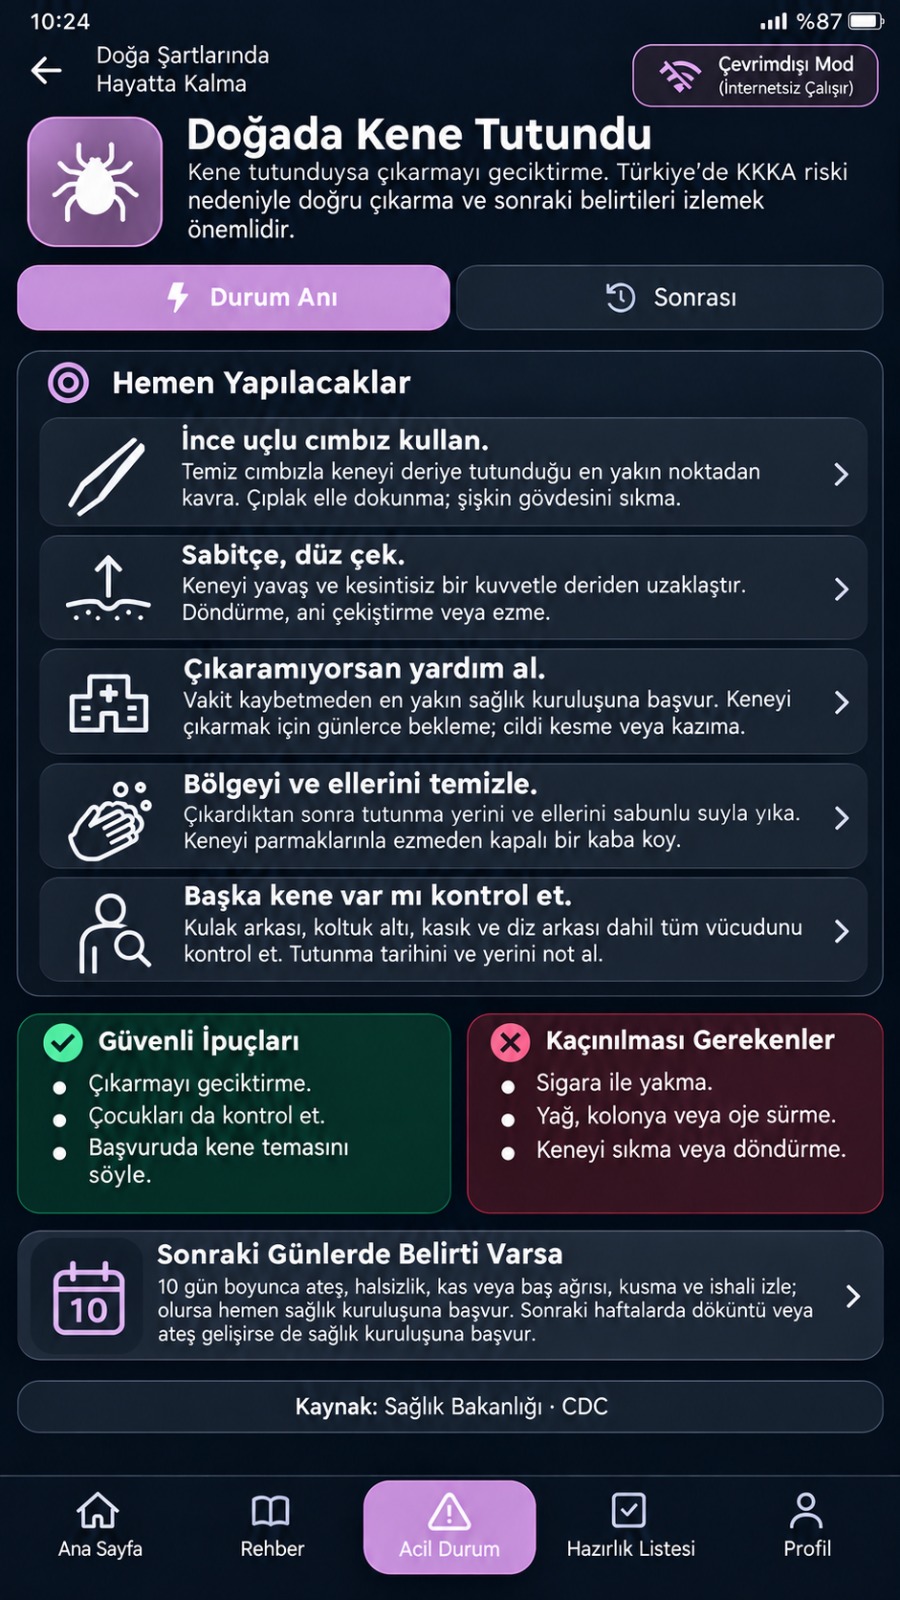 10:24
%87
Doğa Şartlarında
Hayatta Kalma
Çevrimdışı Mod
(İnternetsiz Çalışır)
Doğada Kene Tutundu
Kene tutunduysa çıkarmayı geciktirme. Türkiye'de KKKA riski
nedeniyle doğru çıkarma ve sonraki belirtileri izlemek
önemlidir.
Durum Anı
Sonrası
Hemen Yapılacaklar
İnce uçlu cımbız kullan.
Temiz cımbızla keneyi deriye tutunduğu en yakın noktadan
kavra. Çıplak elle dokunma; şişkin gövdesini sıkma.
Sabitçe, düz çek.
Keneyi yavaş ve kesintisiz bir kuvvetle deriden uzaklaştır.
Döndürme, ani çekiştirme veya ezme.
Çıkaramıyorsan yardım al.
Vakit kaybetmeden en yakın sağlık kuruluşuna başvur. Keneyi
çıkarmak için günlerce bekleme; cildi kesme veya kazıma.
Bölgeyi ve ellerini temizle.
Çıkardıktan sonra tutunma yerini ve ellerini sabunlu suyla yıka.
Keneyi parmaklarınla ezmeden kapalı bir kaba koy.
Başka kene var mı kontrol et.
Kulak arkası, koltuk altı, kasık ve diz arkası dahil tüm vücudunu
kontrol et. Tutunma tarihini ve yerini not al.
Güvenli İpuçları
Çıkarmayı geciktirme.
Çocukları da kontrol et.
Başvuruda kene temasını
söyle.
Kaçınılması Gerekenler
Sigara ile yakma.
Yağ, kolonya veya oje sürme.
Keneyi sıkma veya döndürme.
10
Sonraki Günlerde Belirti Varsa
10 gün boyunca ateş, halsizlik, kas veya baş ağrısı, kusma ve ishali izle;
olursa hemen sağlık kuruluşuna başvur. Sonraki haftalarda döküntü veya
ateş gelişirse de sağlık kuruluşuna başvur.
Kaynak: Sağlık Bakanlığı · CDC
Ana Sayfa
Rehber
Acil Durum
Hazırlık Listesi
Profil